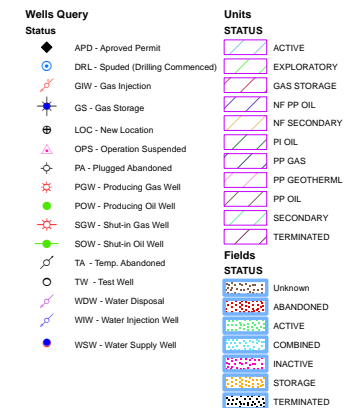 Wells Query
Status
APD - Aproved Permit
DRL - Spuded (Drilling Commenced)
GIW - Gas Injection
GS - Gas Storage
LOC - New Location
OPS - Operation Suspended
PA - Plugged Abandoned
PGW - Producing Gas Well
POW - Producing Oil Well
SGW - Shut-in Gas Well
SOW - Shut-in Oil Well
TA - Temp. Abandoned
TW - Test Well
WDW - Water Disposal
WIW - Water Injection Well
WSW - Water Supply Well
Units
STATUS
ACTIVE
EXPLORATORY
GAS STORAGE
NF PP OIL
NF SECONDARY
PI OIL
PP GAS
PP GEOTHERML
PP OIL
SECONDARY
TERMINATED
Fields
STATUS
Unknown
ABANDONED
ACTIVE
COMBINED
INACTIVE
STORAGE
TERMINATED